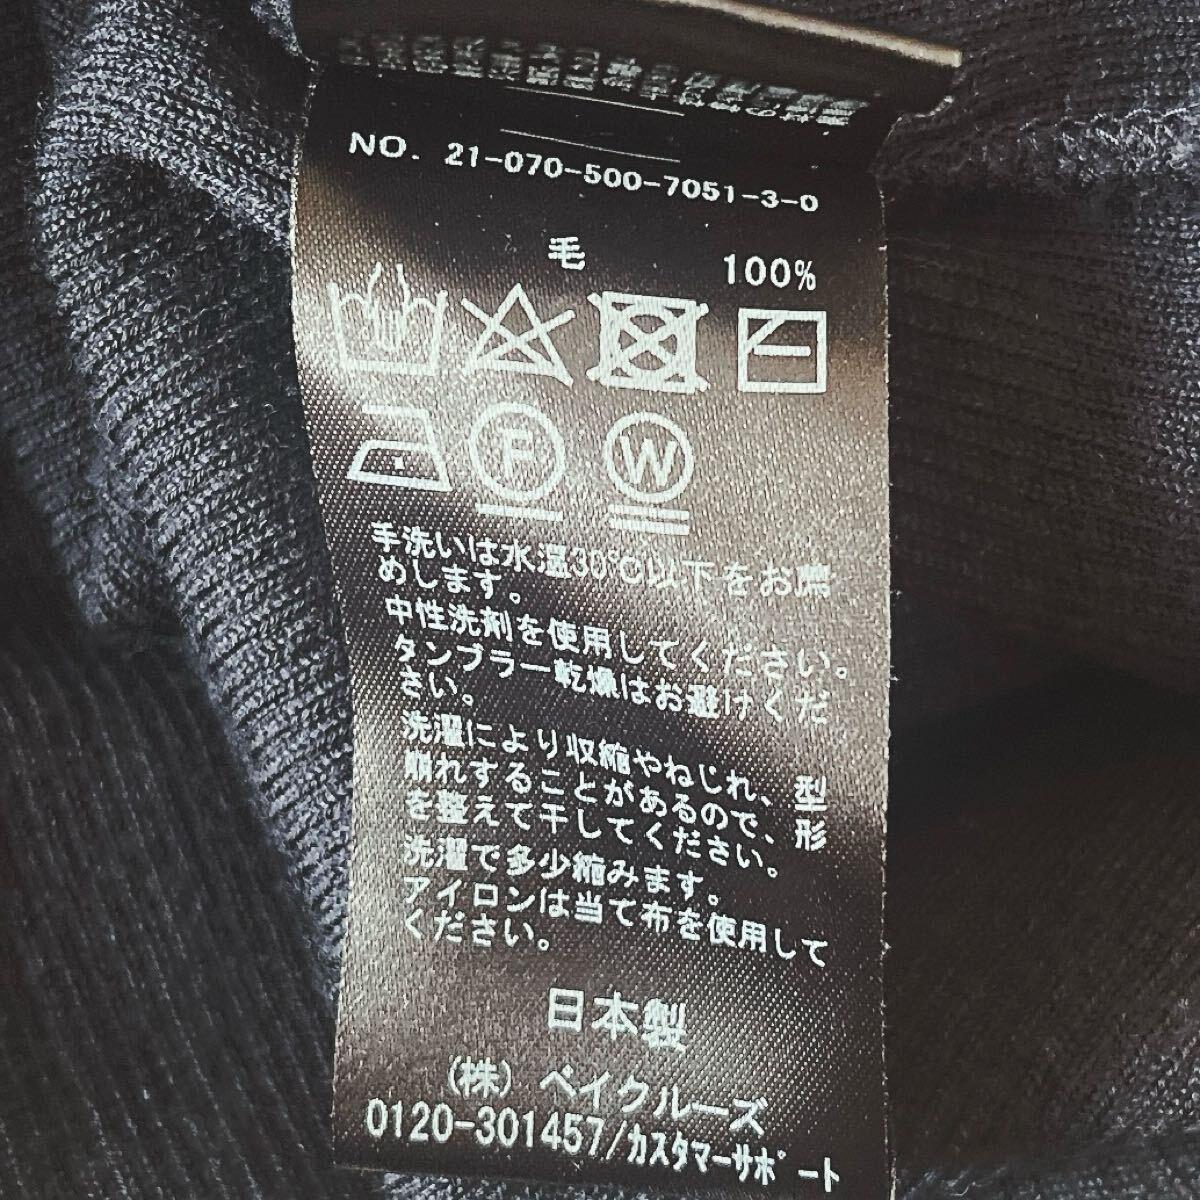 NO. 21-070-500-7051-3-0
毛 100%
F W
手洗いは水温30℃以下をお薦
めします。
中性洗剤を使用してください。
タンブラー乾燥はお避けくだ
さい。
洗濯により収縮やねじれ、型
崩れすることがあるので、形
を整えて干してください。
洗濯で多少縮みます。
アイロンは当て布を使用して
ください。
日本製
(株) ベイクルーズ
0120-301457/カスタマーサポート